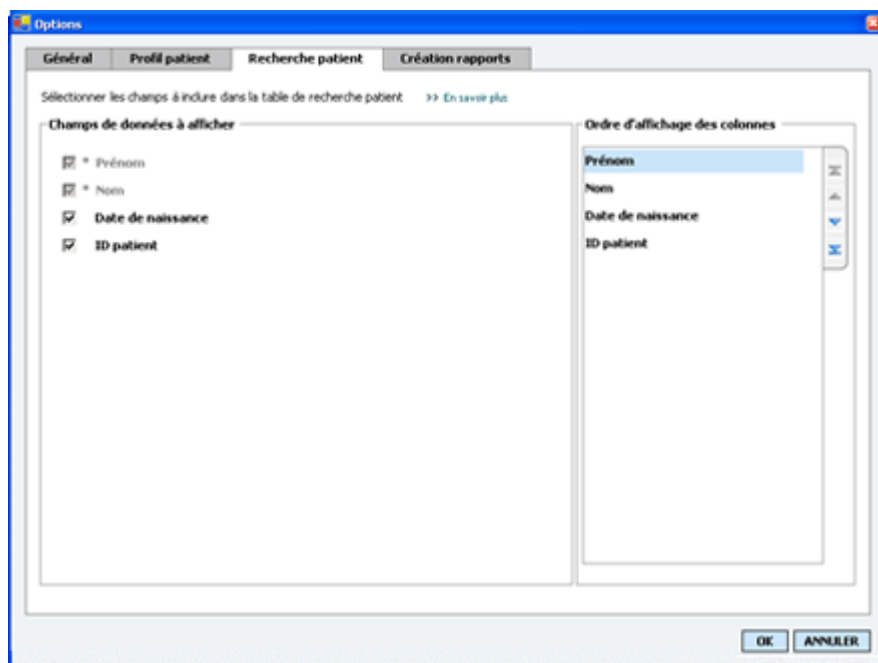 Options
Général Profil patient Recherche patient Création rapports
Sélectionner les champs à inclure dans la table de recherche patient >> En savoir plus
Champs de données à afficher
* Prénom
* Nom
Date de naissance
ID patient
Ordre d'affichage des colonnes
Prénom
Nom
Date de naissance
ID patient
OK ANNULER